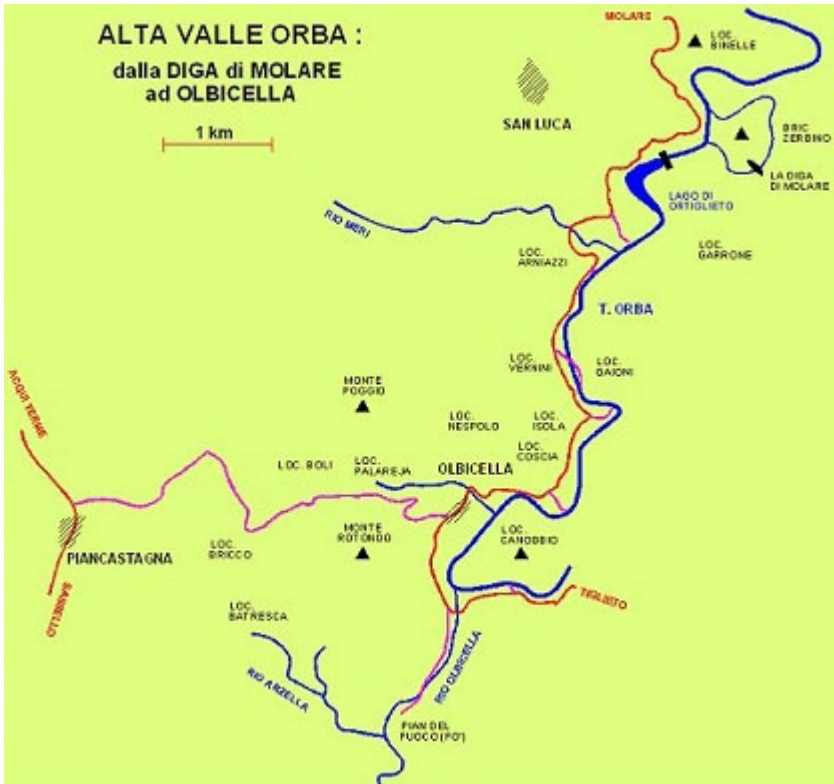 ALTA VALLE ORBA :
dalla DIGA di MOLARE
ad OLBICELLA
1 km
MOLARE
LOC.
BINELLE
SAN LUCA
BRIC
ZERBINO
LA DIGA
DI MOLARE
LAGO DI
ORTIGLIETO
RIO MERI
LOC.
ARNIAZZI
LOC.
GARRONE
T. ORBA
LOC.
VERNINI
LOC.
GAIONI
ACQUI TERME
MONTE
POGGIO
LOC.
NESPOLO
LOC.
ISOLA
LOC.
COSCIA
LOC. BOLI
LOC.
PALAREJA
OLBICELLA
PIANCASTAGNA
LOC.
BRICCO
MONTE
ROTONDO
LOC.
CANOBBIO
SASSELLO
TIGLIETO
LOC.
BATRESCA
RIO ARZELLA
RIO OLBICELLA
PIAN DEL
FUOCO (FO')